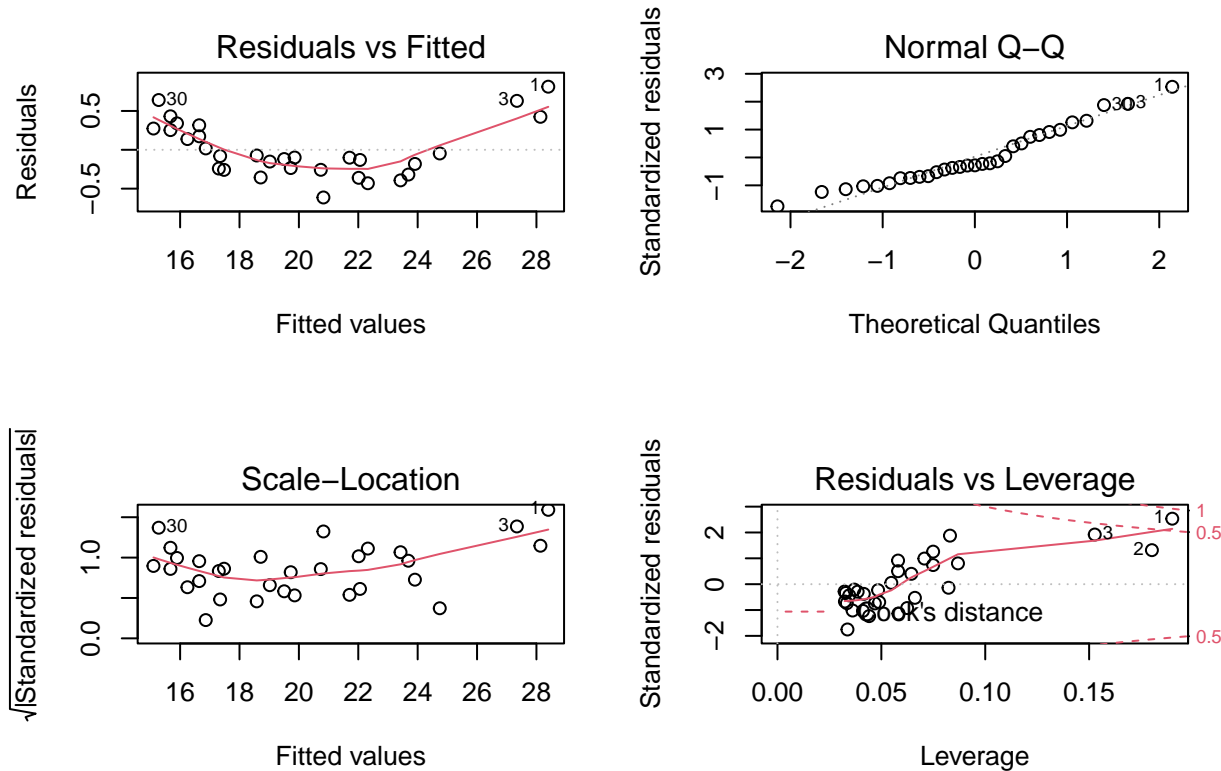 Residuals vs Fitted
Residuals
0.5
−0.5
30
3
1
16 18 20 22 24 26 28
Fitted values
Normal Q−Q
Standardized residuals
3
1
−1
30
3
1
−2 −1 0 1 2
Theoretical Quantiles
Scale−Location
√|Standardized residuals|
1.0
0.0
30
3
1
16 18 20 22 24 26 28
Fitted values
Residuals vs Leverage
Standardized residuals
2
0
−2
1
3
2
1
0.5
0.5
Cook's distance
0.00 0.05 0.10 0.15
Leverage